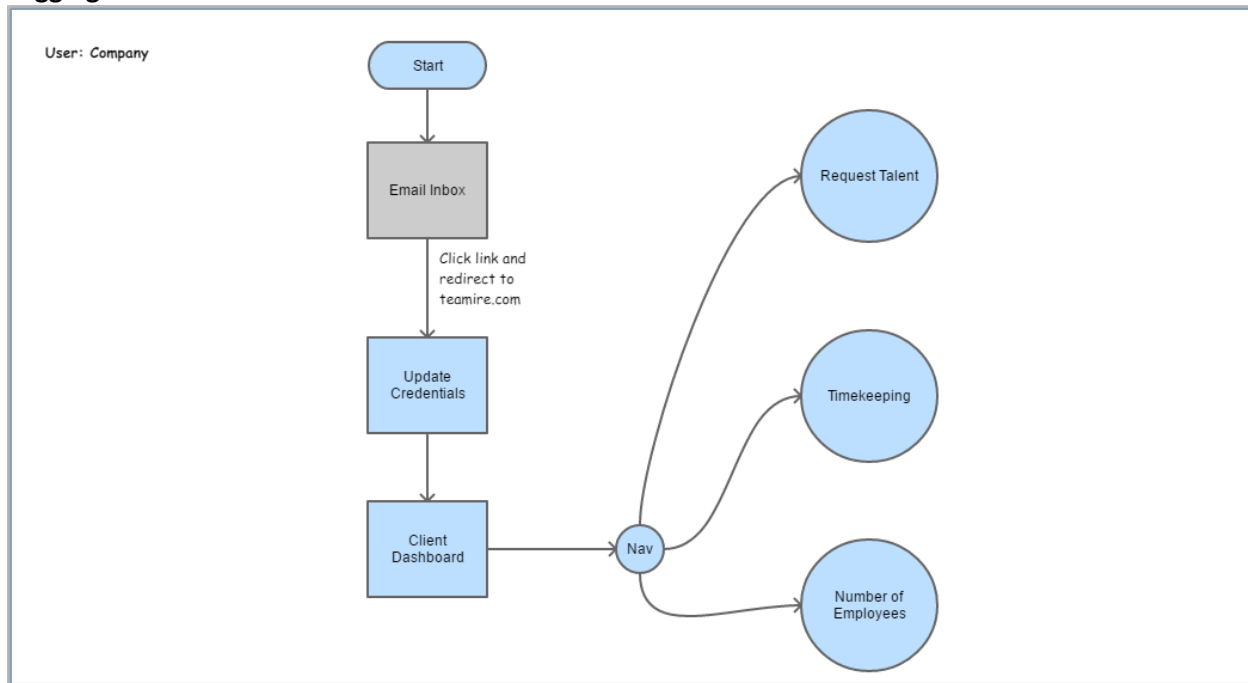 User: Company
Start
Email Inbox
Click link and
redirect to
teamire.com
Update
Credentials
Client
Dashboard
Nav
Request Talent
Timekeeping
Number of
Employees